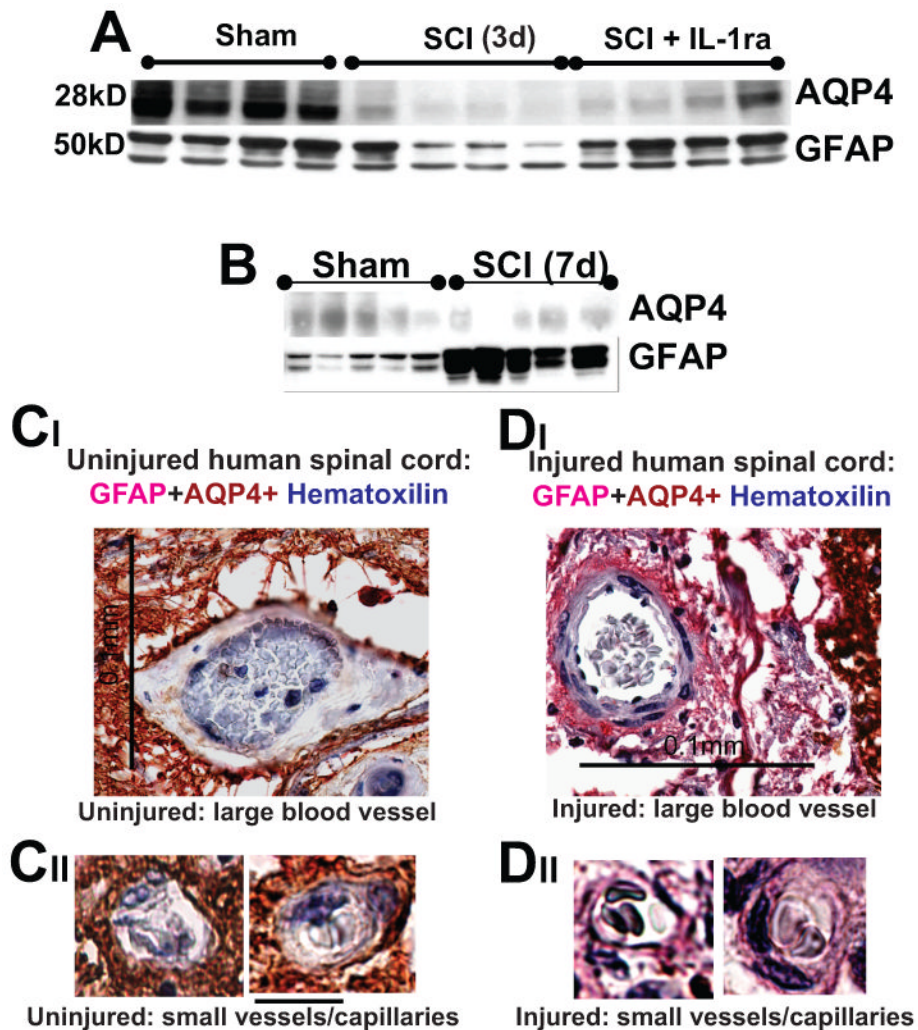 A
Sham SCI (3d) SCI + IL-1ra
28kD AQP4
50kD GFAP
B
Sham SCI (7d)
AQP4
GFAP
CI
Uninjured human spinal cord:
GFAP+AQP4+ Hematoxilin
0.1mm
Uninjured: large blood vessel
DI
Injured human spinal cord:
GFAP+AQP4+ Hematoxilin
0.1mm
Injured: large blood vessel
CII
Uninjured: small vessels/capillaries
DII
Injured: small vessels/capillaries